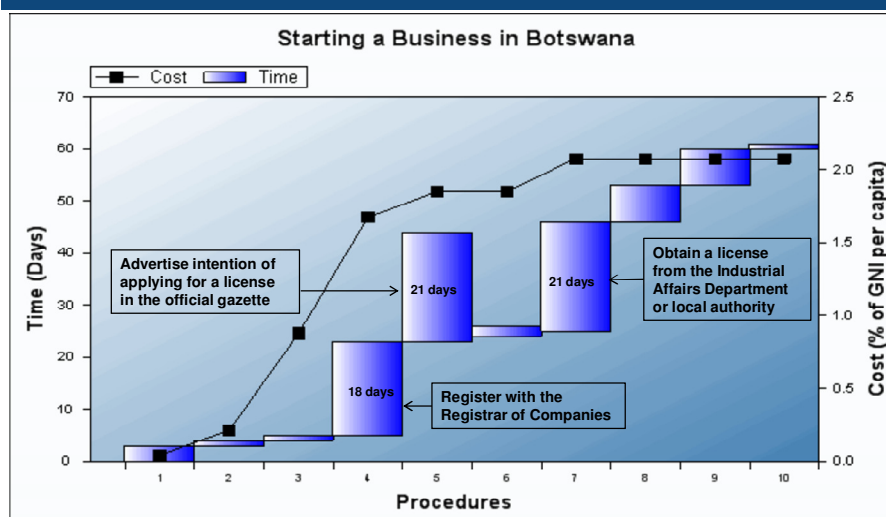 Starting a Business in Botswana
Cost Time
70
60
50
40
30
20
10
0
Time (Days)
2.5
2.0
1.5
1.0
0.5
0.0
Cost (% of GNI per capita)
Advertise intention of
applying for a license
in the official gazette
21 days
21 days
Obtain a license
from the Industrial
Affairs Department
or local authority
18 days
Register with the
Registrar of Companies
1 2 3 4 5 6 7 8 9 10
Procedures